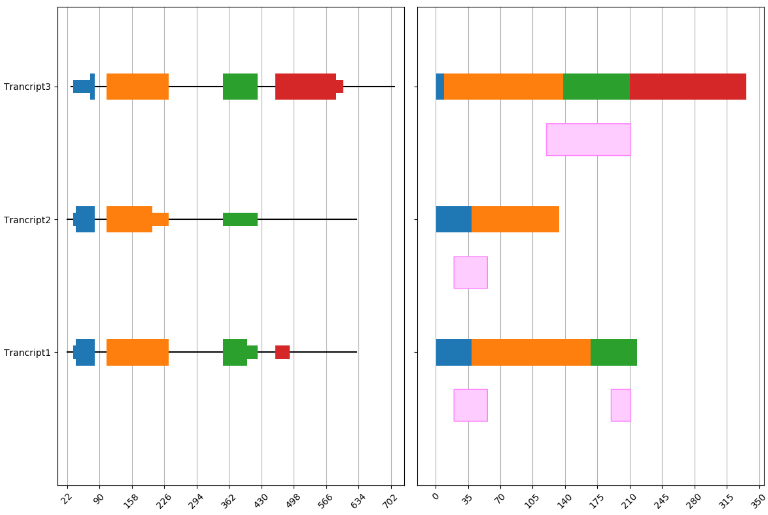 Trancript3
Trancript2
Trancript1
22 90 158 226 294 362 430 498 566 634 702
0 35 70 105 140 175 210 245 280 315 350